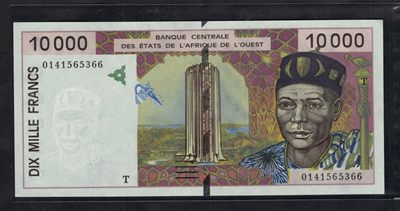 BANQUE CENTRALE
DES ÉTATS DE L'AFRIQUE DE L'OUEST
10000
10000
0141565366
T
DIX MILLE FRANCS
T
0141565366